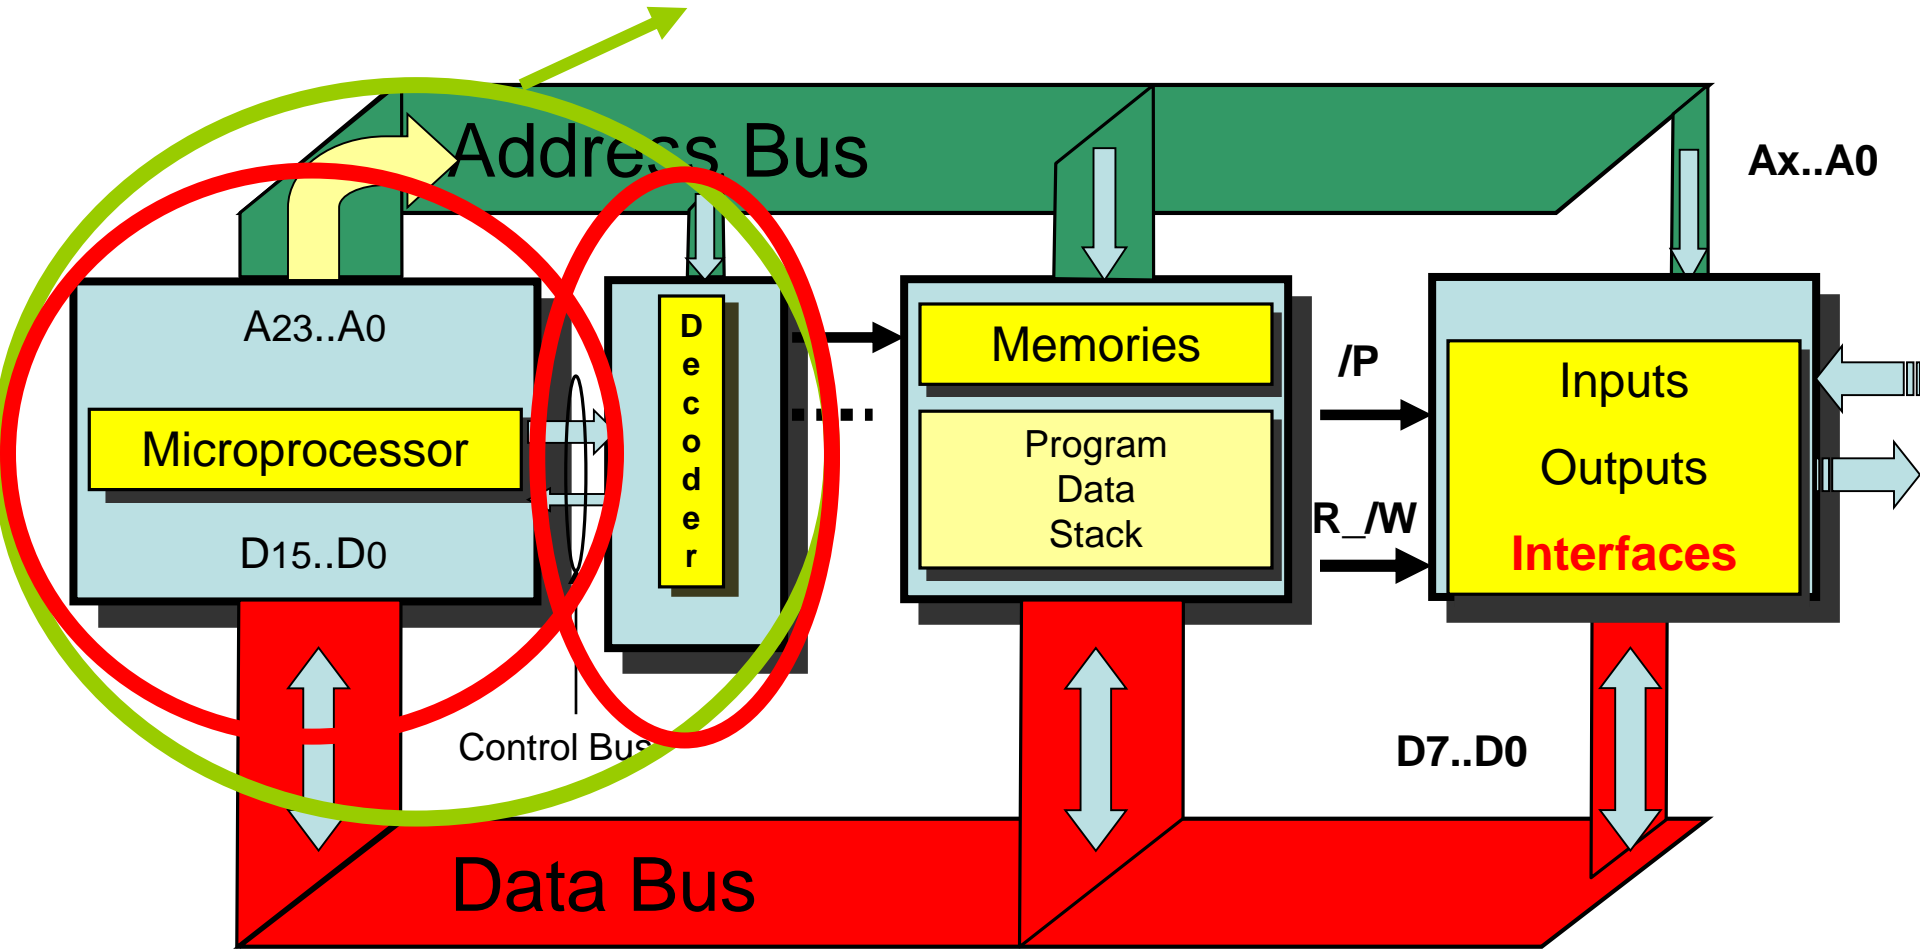 Address Bus
Ax..A0
A23..A0
Microprocessor
D15..D0
Decoder
Memories
Program
Data
Stack
/P
R_/W
Inputs
Outputs
Interfaces
Control Bus
D7..D0
Data Bus